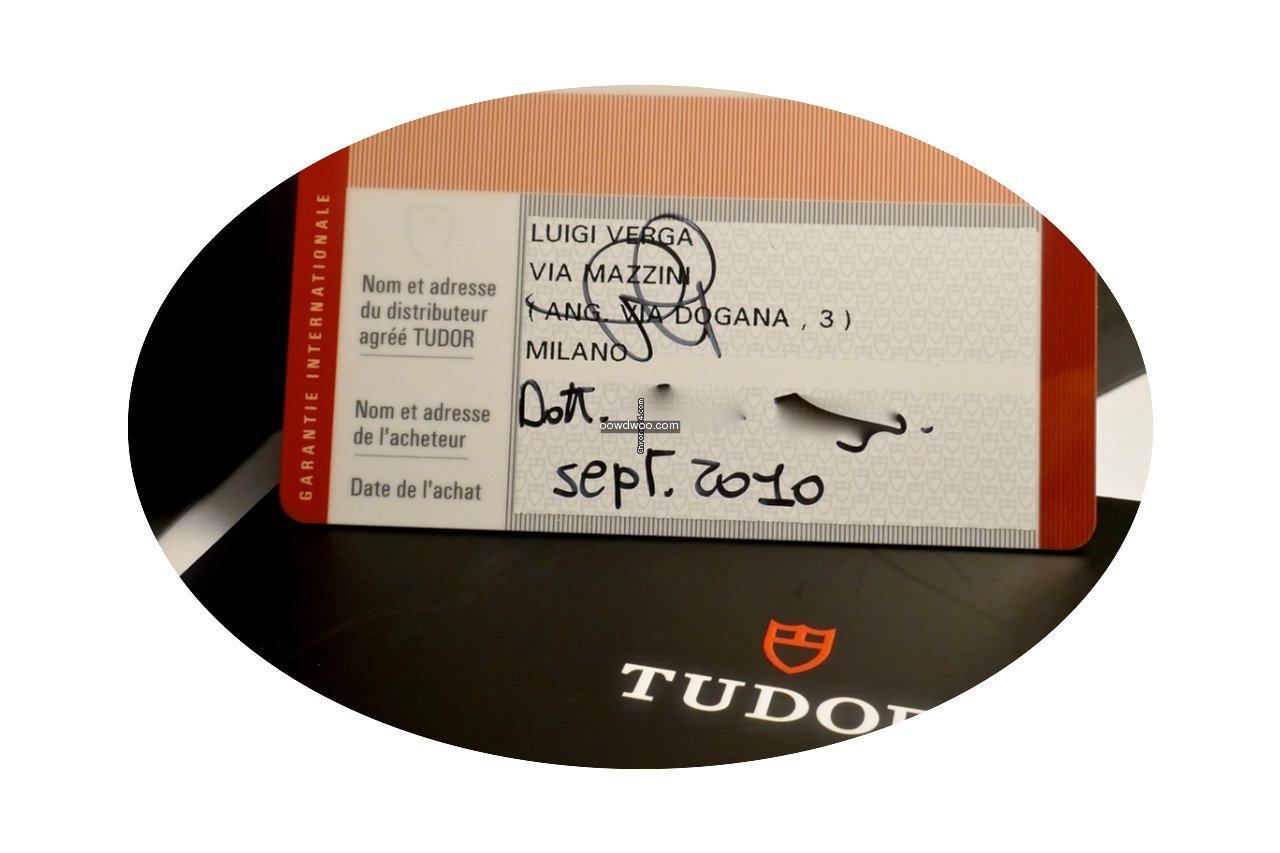 GARANTIE INTERNATIONALE
Nom et adresse
du distributeur
agréé TUDOR
LUIGI VERGA
VIA MAZZINI
( ANG. VIA DOGANA , 3 )
MILANO
Nom et adresse
de l'acheteur
Dott.
oowdwoo.com
Date de l'achat
sept. 2010
TUDOR